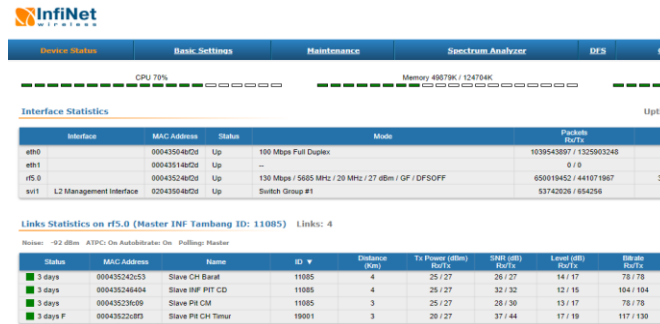 InfiNet
wireless
Device Status Basic Settings Maintenance Spectrum Analyzer DFS
CPU 70% Memory 49879K / 124704K
Interface Statistics Upt
Interface MAC Address Status Mode Packets Rx/Tx
eth0 00043504bf2d Up 100 Mbps Full Duplex 1039543897 / 1325903248
eth1 00043514bf2d Up -- 0 / 0
rf5.0 00043524bf2d Up 130 Mbps / 5685 MHz / 20 MHz / 27 dBm / GF / DFSOFF 650019452 / 441071967
svi1 L2 Management Interface 02043504bf2d Up Switch Group #1 53742026 / 654256
Links Statistics on rf5.0 (Master INF Tambang ID: 11085) Links: 4
Noise: -92 dBm ATPC: On Autobitrate: On Polling: Master
Status MAC Address Name ID ▼ Distance (Km) Tx Power (dBm) Rx/Tx SNR (dB) Rx/Tx Level (dB) Rx/Tx Bitrate Rx/Tx
3 days 000435242c53 Slave CH Barat 11085 4 25 / 27 26 / 27 14 / 17 78 / 78
3 days 000435246404 Slave INF PIT CD 11085 4 25 / 27 32 / 32 12 / 15 104 / 104
3 days 00043523fc09 Slave Pit CM 11085 3 25 / 27 28 / 30 13 / 17 78 / 78
3 days F 00043522c8f3 Slave Pit CH Timur 19001 3 20 / 27 37 / 44 17 / 19 117 / 130